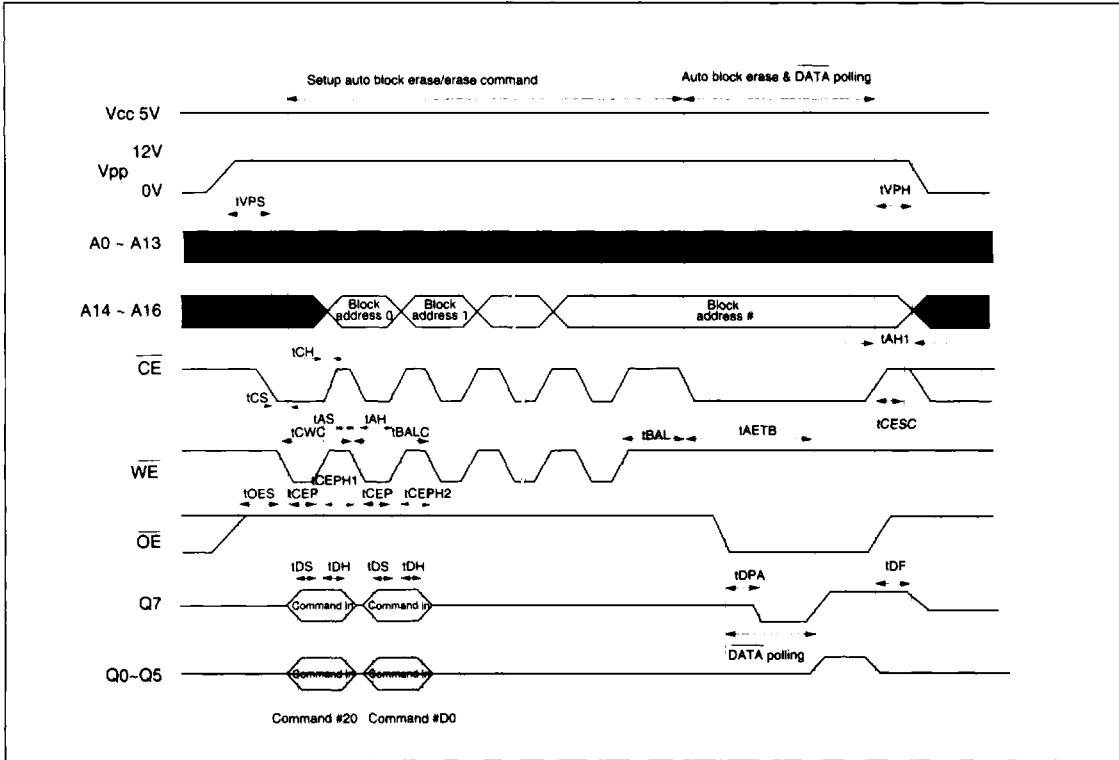 Setup auto block erase/erase command
Auto block erase & DATA polling
Vcc 5V
12V
Vpp
0V
tVPS
tVPH
A0 ~ A13
A14 ~ A16
Block address 0
Block address 1
Block address #
tAH1
tCH
CE
tCS
tCESC
tAS
tAH
tCWC
tBALC
tBAL
tAETB
WE
tCEPH1
tOES
tCEP
tCEP
tCEPH2
OE
tDS
tDH
tDS
tDH
tDPA
tDF
Q7
Command in
Command in
DATA polling
Q0~Q5
Command in
Command in
Command #20
Command #D0